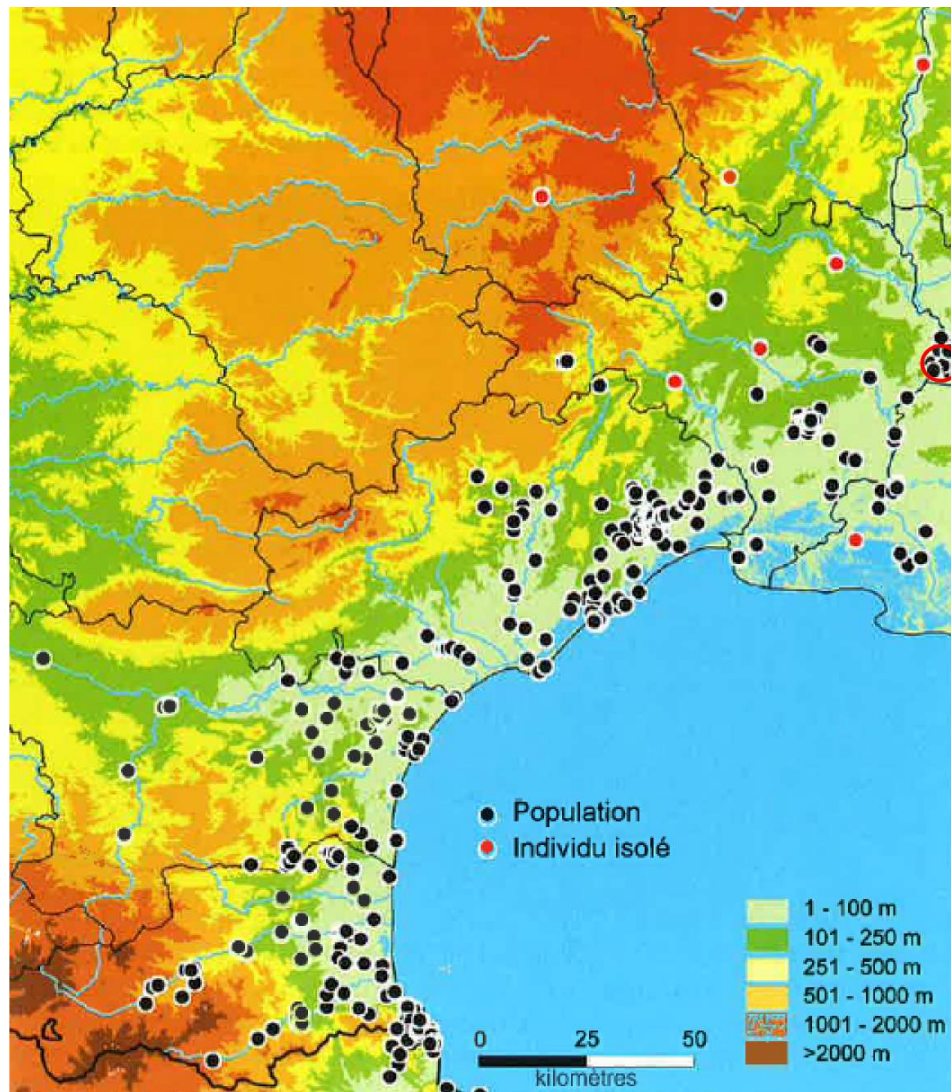 Population
Individu isolé
1 - 100 m
101 - 250 m
251 - 500 m
501 - 1000 m
1001 - 2000 m
>2000 m
0 25 50
kilomètres